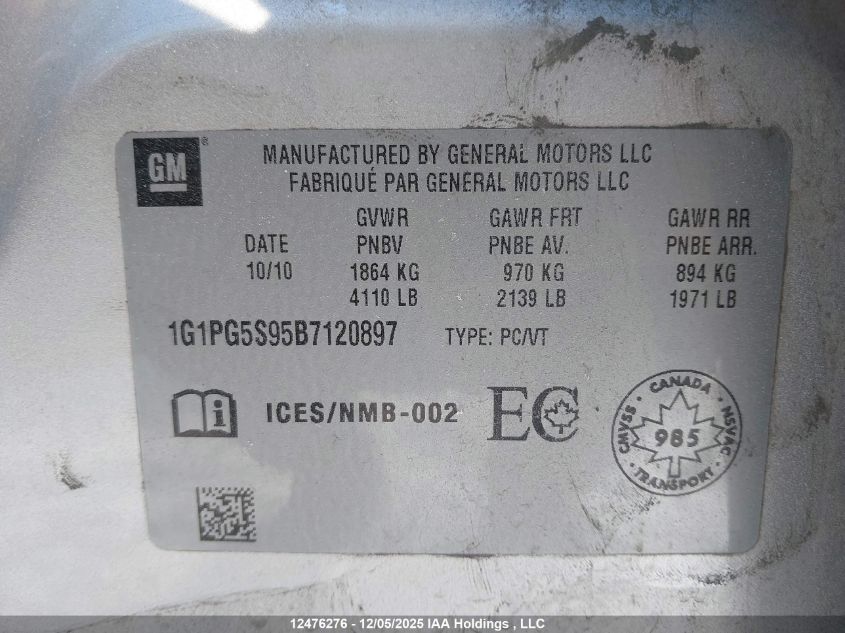 GM ®
MANUFACTURED BY GENERAL MOTORS LLC
FABRIQUÉ PAR GENERAL MOTORS LLC
GVWR GAWR FRT GAWR RR
DATE PNBV PNBE AV. PNBE ARR.
10/10 1864 KG 970 KG 894 KG
4110 LB 2139 LB 1971 LB
1G1PG5S95B7120897 TYPE: PC/VT
i ICES/NMB-002 EC
CANADA
CMVSS 985 NSVAC
TRANSPORT
12476276 - 12/05/2025 IAA Holdings , LLC